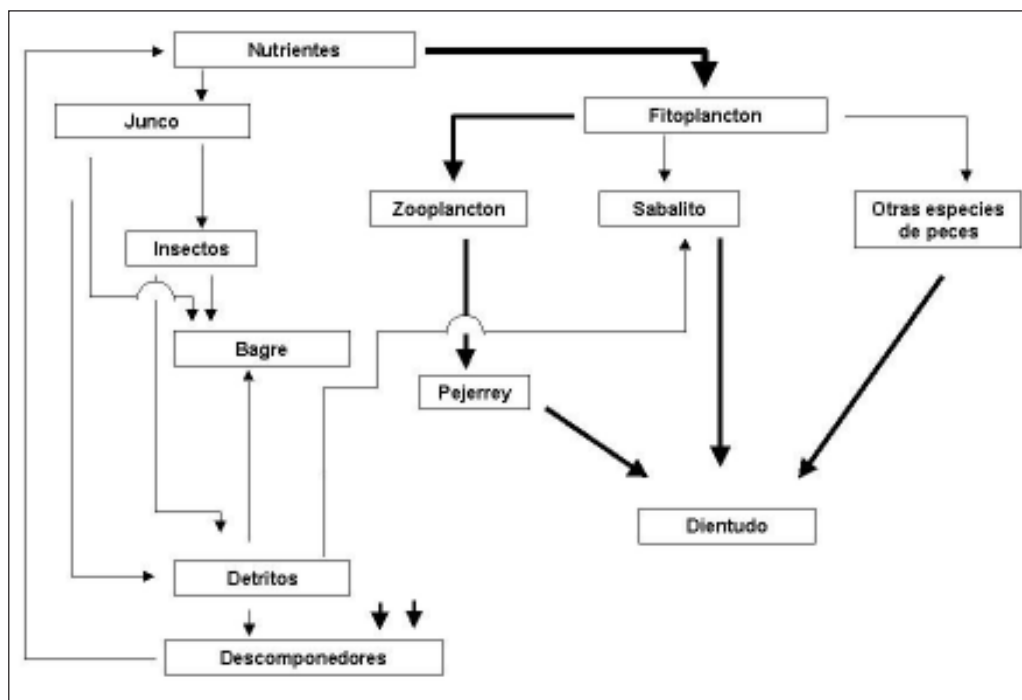 Nutrientes
Junco
Fitoplancton
Zooplancton
Sabalito
Otras especies
de peces
Insectos
Bagre
Pejerrey
Dientudo
Detritos
Descomponedores